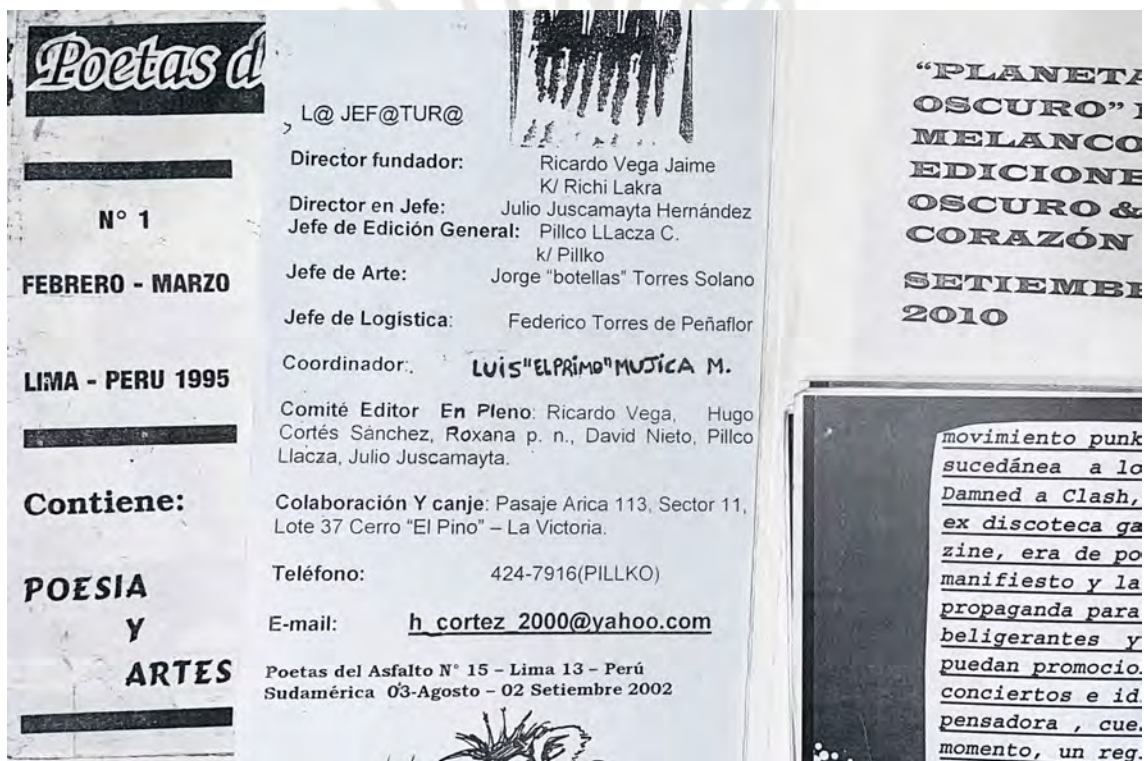 Poetas d
N° 1
FEBRERO - MARZO
LIMA - PERU 1995
Contiene:
POESIA
Y
ARTES
L@ JEF@TUR@
Director fundador: Ricardo Vega Jaime
K/ Richi Lakra
Director en Jefe: Julio Juscamayta Hernández
Jefe de Edición General: Pillco LLacza C.
k/ Pillko
Jefe de Arte: Jorge "botellas" Torres Solano
Jefe de Logística: Federico Torres de Peñaflor
Coordinador: LUIS "EL PRIMO" MUJICA M.
Comité Editor En Pleno: Ricardo Vega, Hugo
Cortés Sánchez, Roxana p. n., David Nieto, Pillco
Llacza, Julio Juscamayta.
Colaboración Y canje: Pasaje Arica 113, Sector 11,
Lote 37 Cerro "El Pino" – La Victoria.
Teléfono: 424-7916(PILLKO)
E-mail: h_cortez_2000@yahoo.com
Poetas del Asfalto N° 15 – Lima 13 – Perú
Sudamérica 03-Agosto – 02 Setiembre 2002
"PLANETA
OSCURO"
MELANCO
EDICIONE
OSCURO &
CORAZÓN
SETIEMB
2010
movimiento punk
sucedánea a lo
Damned a Clash,
ex discoteca ga
zine, era de po
manifiesto y la
propaganda para
beligerantes y
puedan promocio
conciertos e id
pensadora , cue
momento, un reg